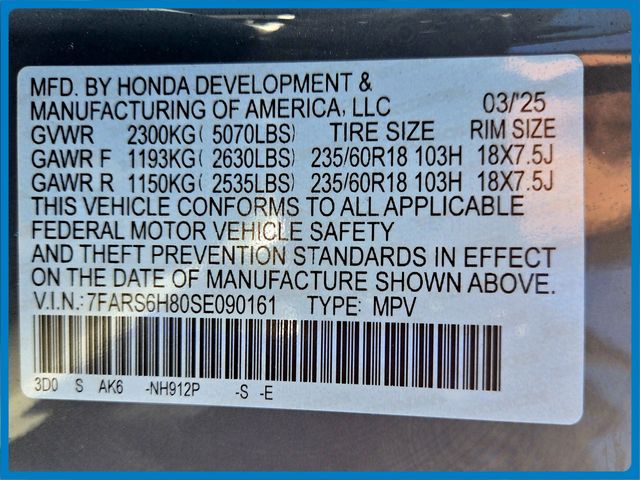 MFD. BY HONDA DEVELOPMENT &
MANUFACTURING OF AMERICA, LLC 03/'25
GVWR 2300KG( 5070LBS) TIRE SIZE RIM SIZE
GAWR F 1193KG( 2630LBS) 235/60R18 103H 18X7.5J
GAWR R 1150KG( 2535LBS) 235/60R18 103H 18X7.5J
THIS VEHICLE CONFORMS TO ALL APPLICABLE
FEDERAL MOTOR VEHICLE SAFETY
AND THEFT PREVENTION STANDARDS IN EFFECT
ON THE DATE OF MANUFACTURE SHOWN ABOVE.
V.I.N.:7FARS6H80SE090161 TYPE: MPV
3D0 S AK6 -NH912P -S -E